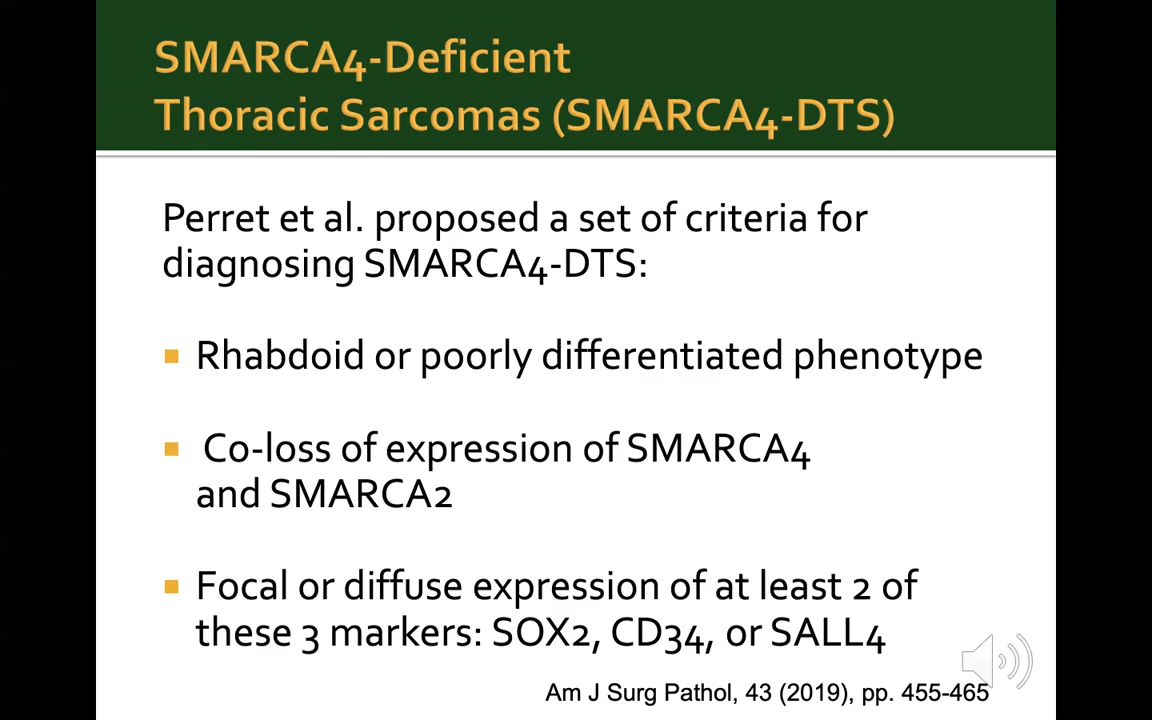 SMARCA4-Deficient
Thoracic Sarcomas (SMARCA4-DTS)
Perret et al. proposed a set of criteria for
diagnosing SMARCA4-DTS:
▪ Rhabdoid or poorly differentiated phenotype
▪ Co-loss of expression of SMARCA4
and SMARCA2
▪ Focal or diffuse expression of at least 2 of
these 3 markers: SOX2, CD34, or SALL4
Am J Surg Pathol, 43 (2019), pp. 455-465